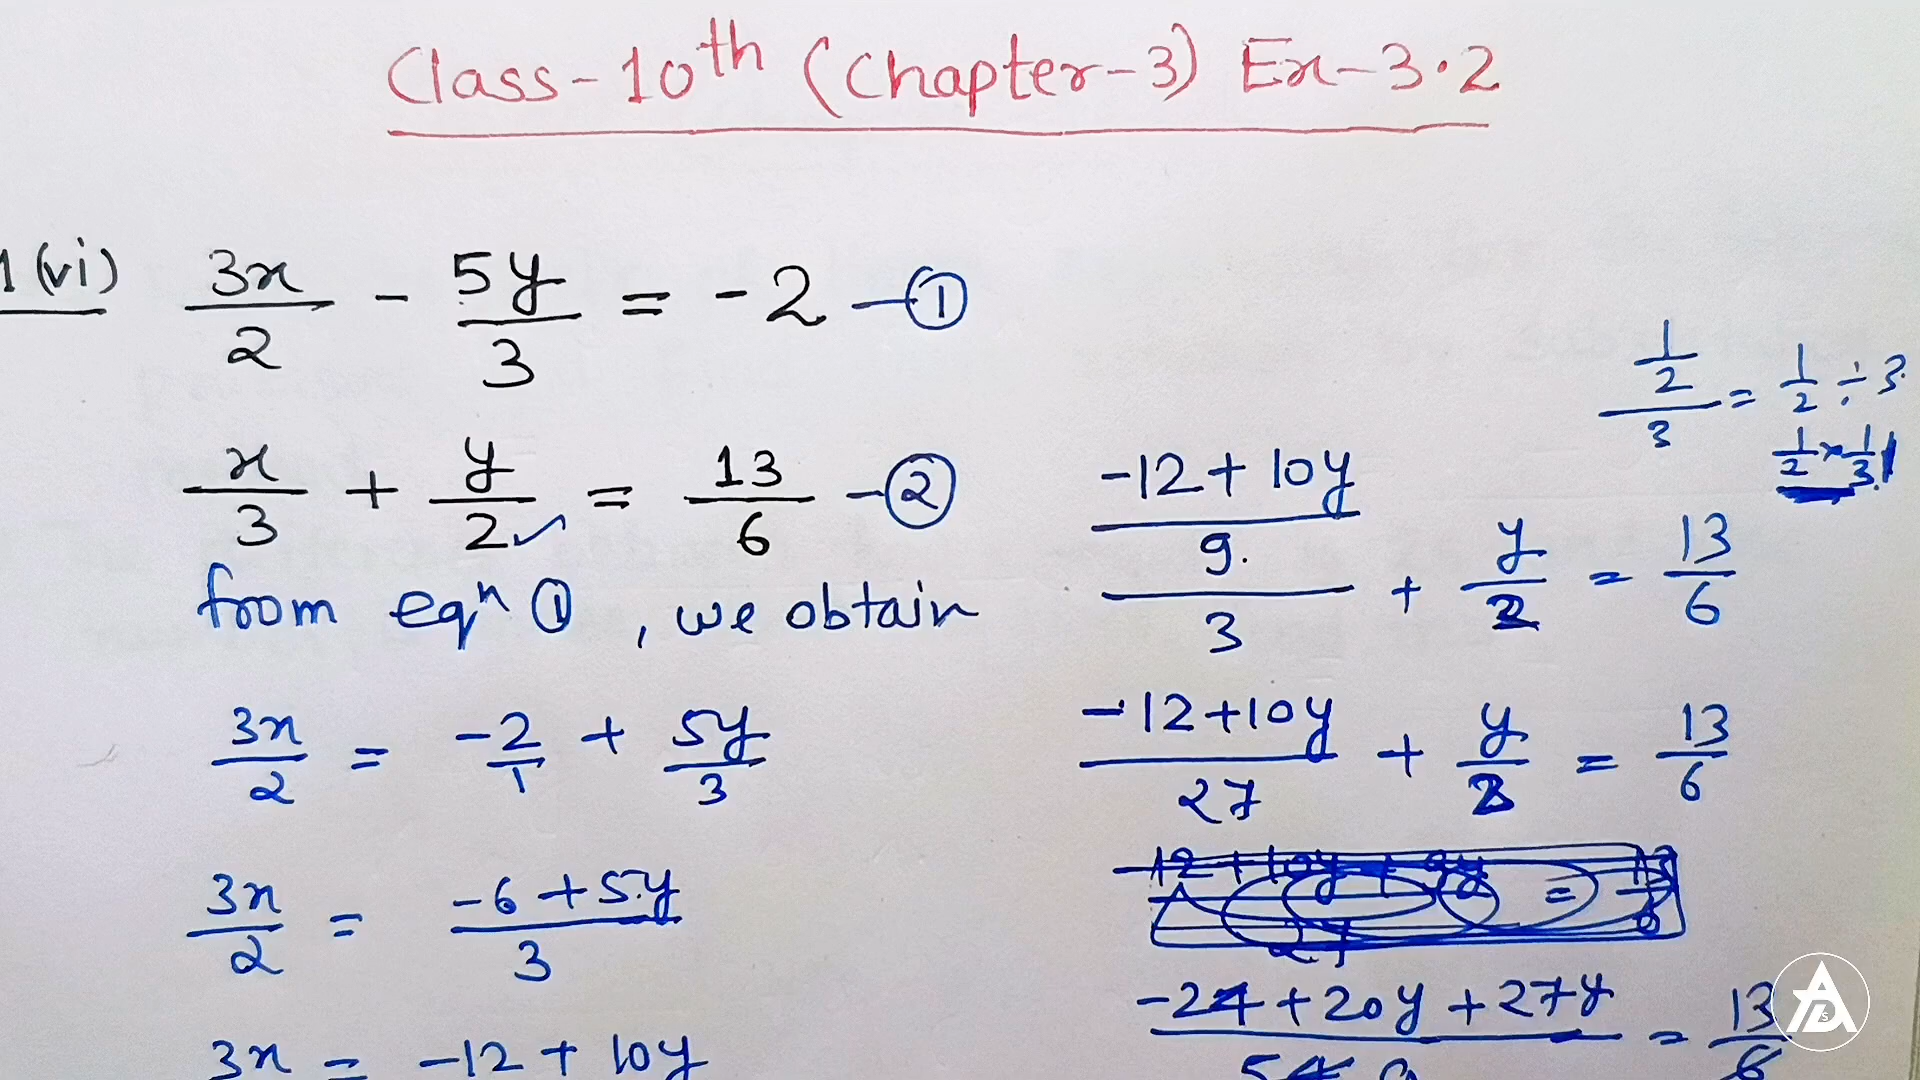 Class-10th (Chapter-3) Ex-3.2
1(vi) 3x/2 - 5y/3 = -2 —①
x/3 + y/2 = 13/6 —②
from eqn ①, we obtain
3x/2 = -2/1 + 5y/3
3x/2 = -6+5y/3
3x = -12 + 10y
1/2/3 = 1/2 ÷ 3
1/2 × 1/3
-12+10y/9/3 + y/2 = 13/6
-12+10y/27 + y/2 = 13/6
-24+20y+27y/54 = 13/6